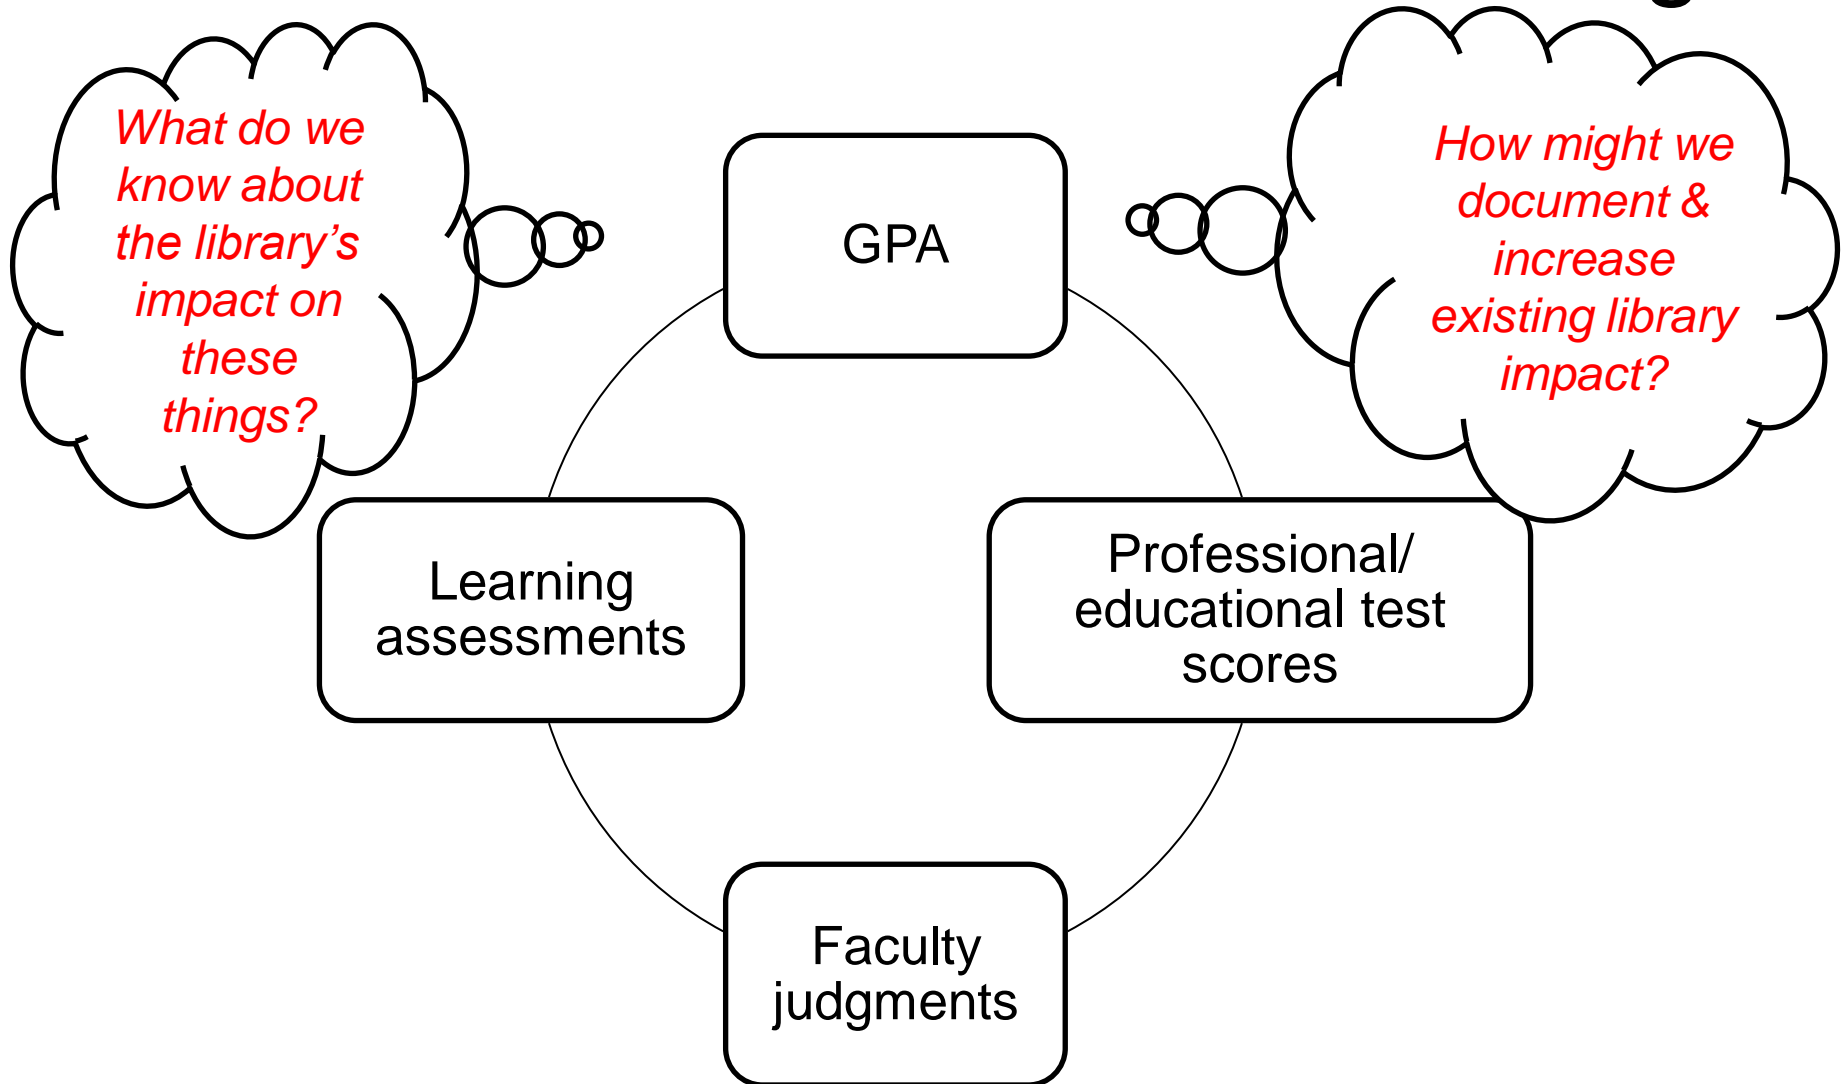 What do we
know about
the library’s
impact on
these
things?
How might we
document &
increase
existing library
impact?
GPA
Learning
assessments
Professional/
educational test
scores
Faculty
judgments